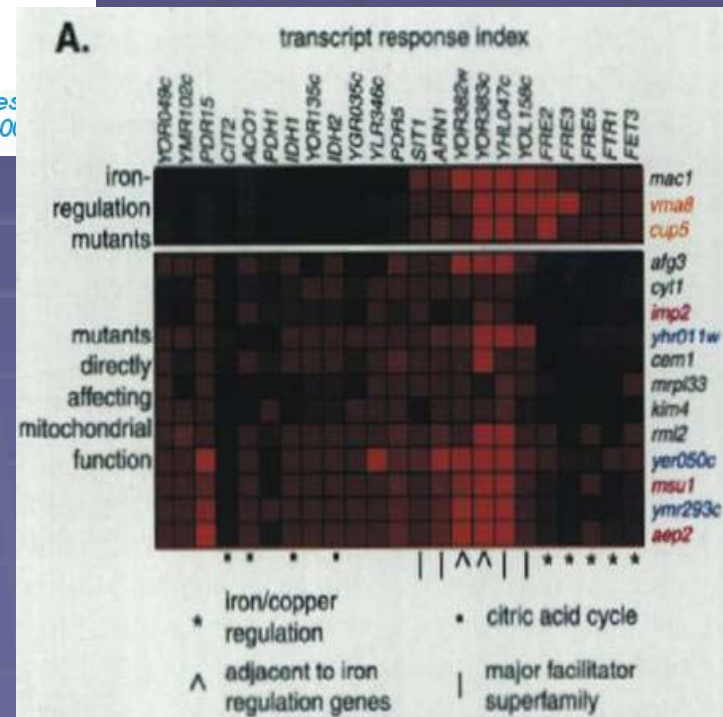 A.
transcript response index
es
YOR049c
YMR102c
PDR15
CIT2
ACO1
PDH1
IDH1
YOR135c
IDH2
YGR035c
YLR346c
PDR5
SIT1
ARN1
YOR382w
YOR383c
YHL047c
YOL158c
FRE2
FRE3
FRE5
FTR1
FET3
iron-
regulation
mutants
mac1
vma8
cup5
mutants
directly
affecting
mitochondrial
function
afg3
cyt1
imp2
yhr011w
cem1
mrpl33
kim4
rml2
yer050c
msu1
ymr293c
aep2
* iron/copper
regulation
• citric acid cycle
^ adjacent to iron
regulation genes
| major facilitator
superfamily